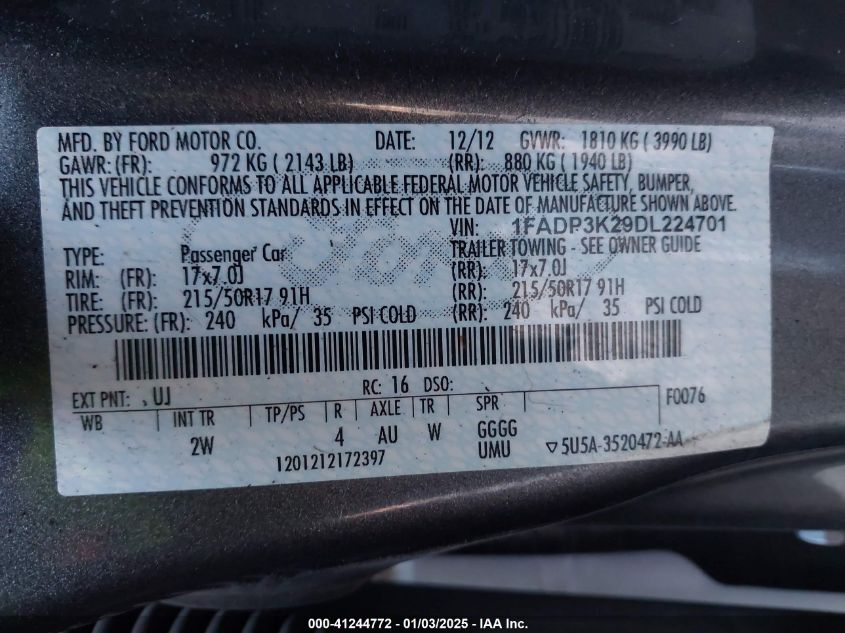 MFD. BY FORD MOTOR CO. DATE: 12/12 GVWR: 1810 KG ( 3990 LB)
GAWR: (FR): 972 KG ( 2143 LB) (RR): 880 KG ( 1940 LB)
THIS VEHICLE CONFORMS TO ALL APPLICABLE FEDERAL MOTOR VEHICLE SAFETY, BUMPER,
AND THEFT PREVENTION STANDARDS IN EFFECT ON THE DATE OF MANUFACTURE SHOWN ABOVE.
VIN: 1FADP3K29DL224701
TYPE: Passenger Car TRAILER TOWING - SEE OWNER GUIDE
RIM: (FR): 17x7.0J (RR): 17x7.0J
TIRE: (FR): 215/50R17 91H (RR): 215/50R17 91H
PRESSURE: (FR): 240 kPa/ 35 PSI COLD (RR): 240 kPa/ 35 PSI COLD
Ford
EXT PNT: UJ RC: 16 DSO: F0076
WB INT TR TP/PS R AXLE TR SPR
2W 4 AU W GGGG
1201212172397 UMU 5U5A-3520472-AA
000-41244772 - 01/03/2025 - IAA Inc.